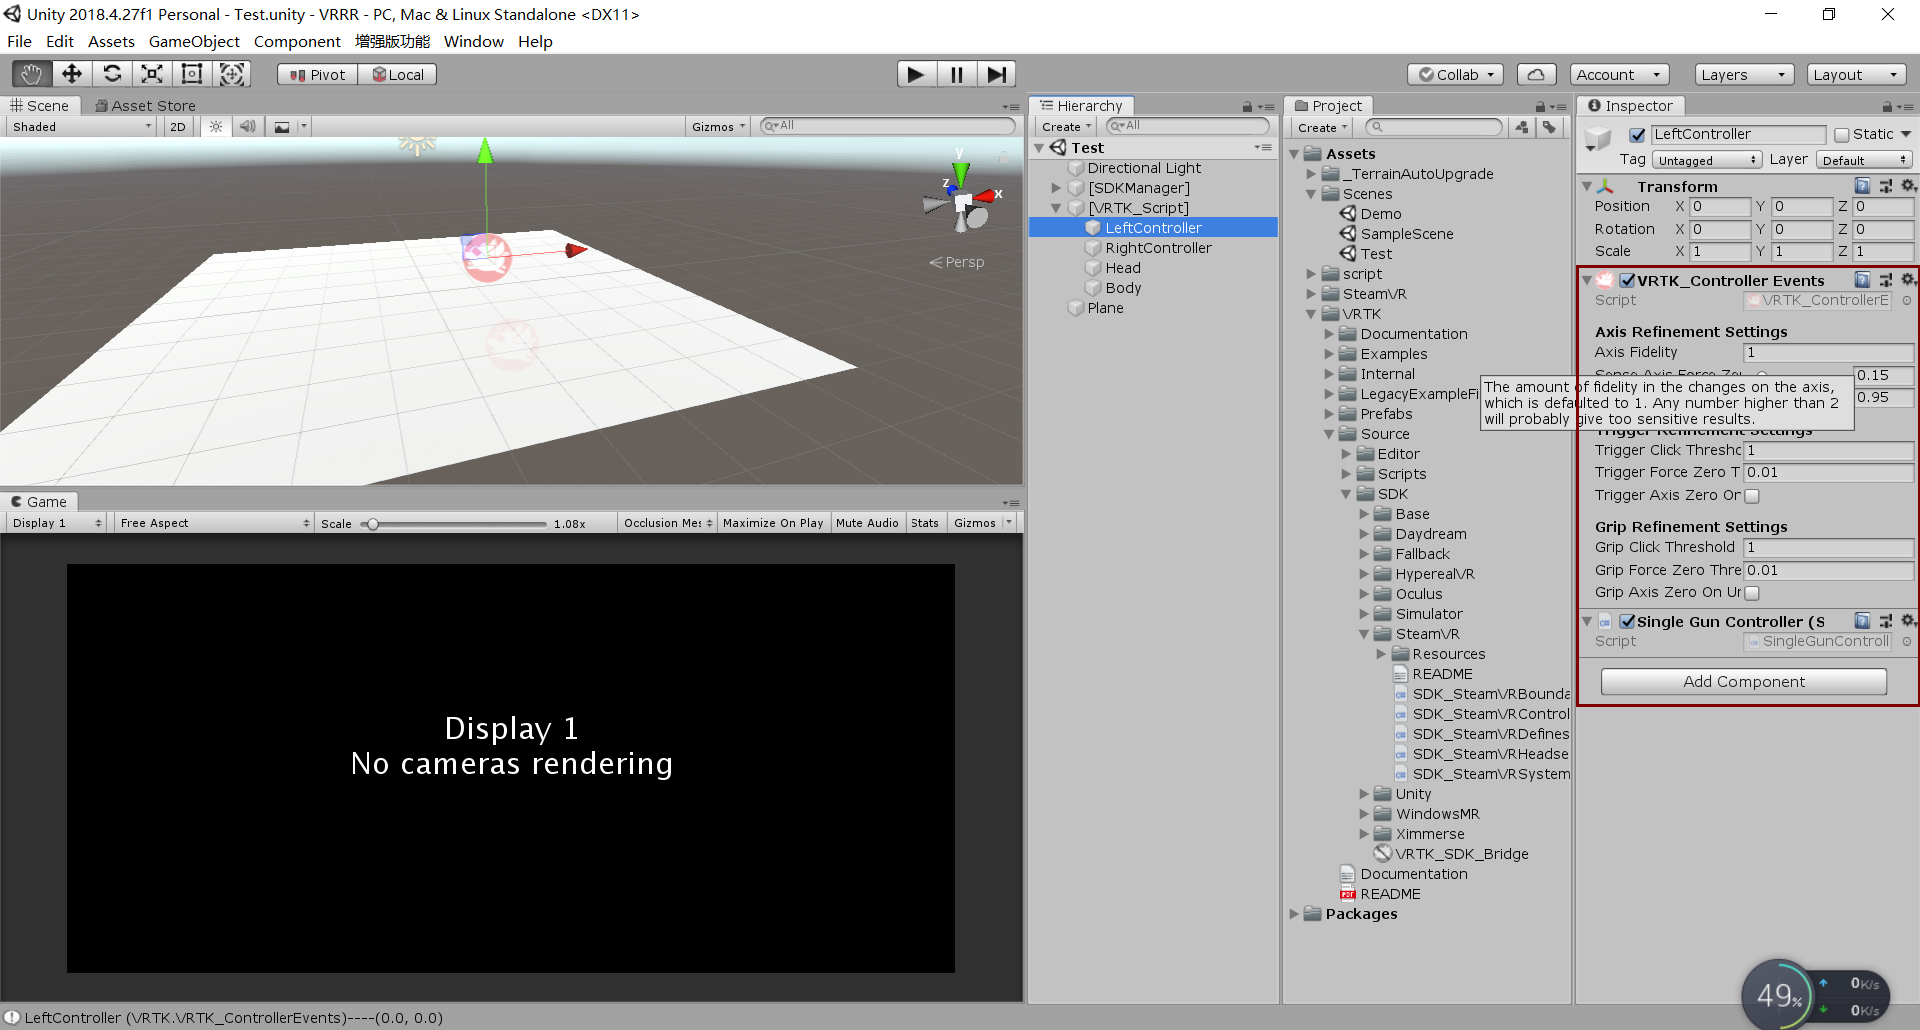 Unity 2018.4.27f1 Personal - Test.unity - VRRR - PC, Mac & Linux Standalone <DX11>
File Edit Assets GameObject Component 增强版功能 Window Help
Pivot Local Collab Account Layers Layout
Scene Asset Store
Shaded 2D Gizmos All
y
z
x
Persp
Game
Display 1 Free Aspect Scale 1.08x Occlusion Mes Maximize On Play Mute Audio Stats Gizmos
Display 1
No cameras rendering
Hierarchy
Create All
Test
Directional Light
[SDKManager]
[VRTK_Script]
LeftController
RightController
Head
Body
Plane
Project
Create
Assets
_TerrainAutoUpgrade
Scenes
Demo
SampleScene
Test
script
SteamVR
VRTK
Documentation
Examples
Internal
LegacyExampleFi
Prefabs
Source
Editor
Scripts
SDK
Base
Daydream
Fallback
HyperealVR
Oculus
Simulator
SteamVR
Resources
README
SDK_SteamVRBounda
SDK_SteamVRControl
SDK_SteamVRDefines
SDK_SteamVRHeadse
SDK_SteamVRSystem
Unity
WindowsMR
Ximmerse
VRTK_SDK_Bridge
Documentation
README
Packages
Inspector
LeftController Static
Tag Untagged Layer Default
Transform
Position X 0 Y 0 Z 0
Rotation X 0 Y 0 Z 0
Scale X 1 Y 1 Z 1
VRTK_Controller Events
Script VRTK_ControllerE
Axis Refinement Settings
Axis Fidelity 1
Sense Axis Force Ze 0.15
0.95
The amount of fidelity in the changes on the axis,
which is defaulted to 1. Any number higher than 2
will probably give too sensitive results.
Trigger Refinement Settings
Trigger Click Thresho 1
Trigger Force Zero T 0.01
Trigger Axis Zero On
Grip Refinement Settings
Grip Click Threshold 1
Grip Force Zero Thre 0.01
Grip Axis Zero On Un
Single Gun Controller (S
Script SingleGunControll
Add Component
49% 0K/s
0K/s
LeftController (VRTK.VRTK_ControllerEvents)----(0.0, 0.0)